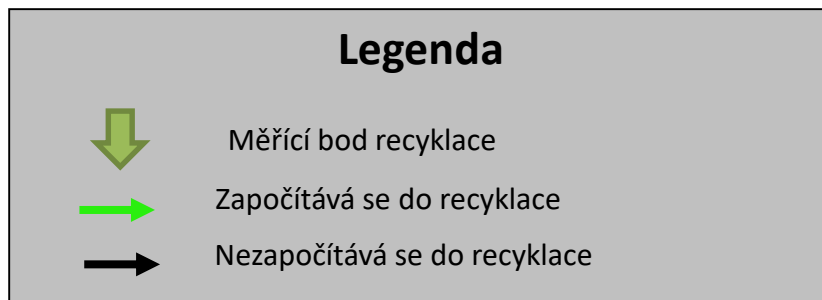 Legenda
Měřící bod recyklace
Započítává se do recyklace
Nezapočítává se do recyklace